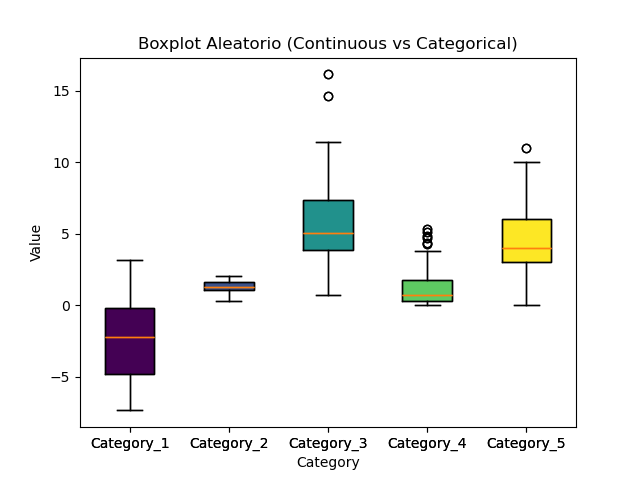 Boxplot Aleatorio (Continuous vs Categorical)
15
10
5
0
−5
Value
Category_1 Category_2 Category_3 Category_4 Category_5
Category